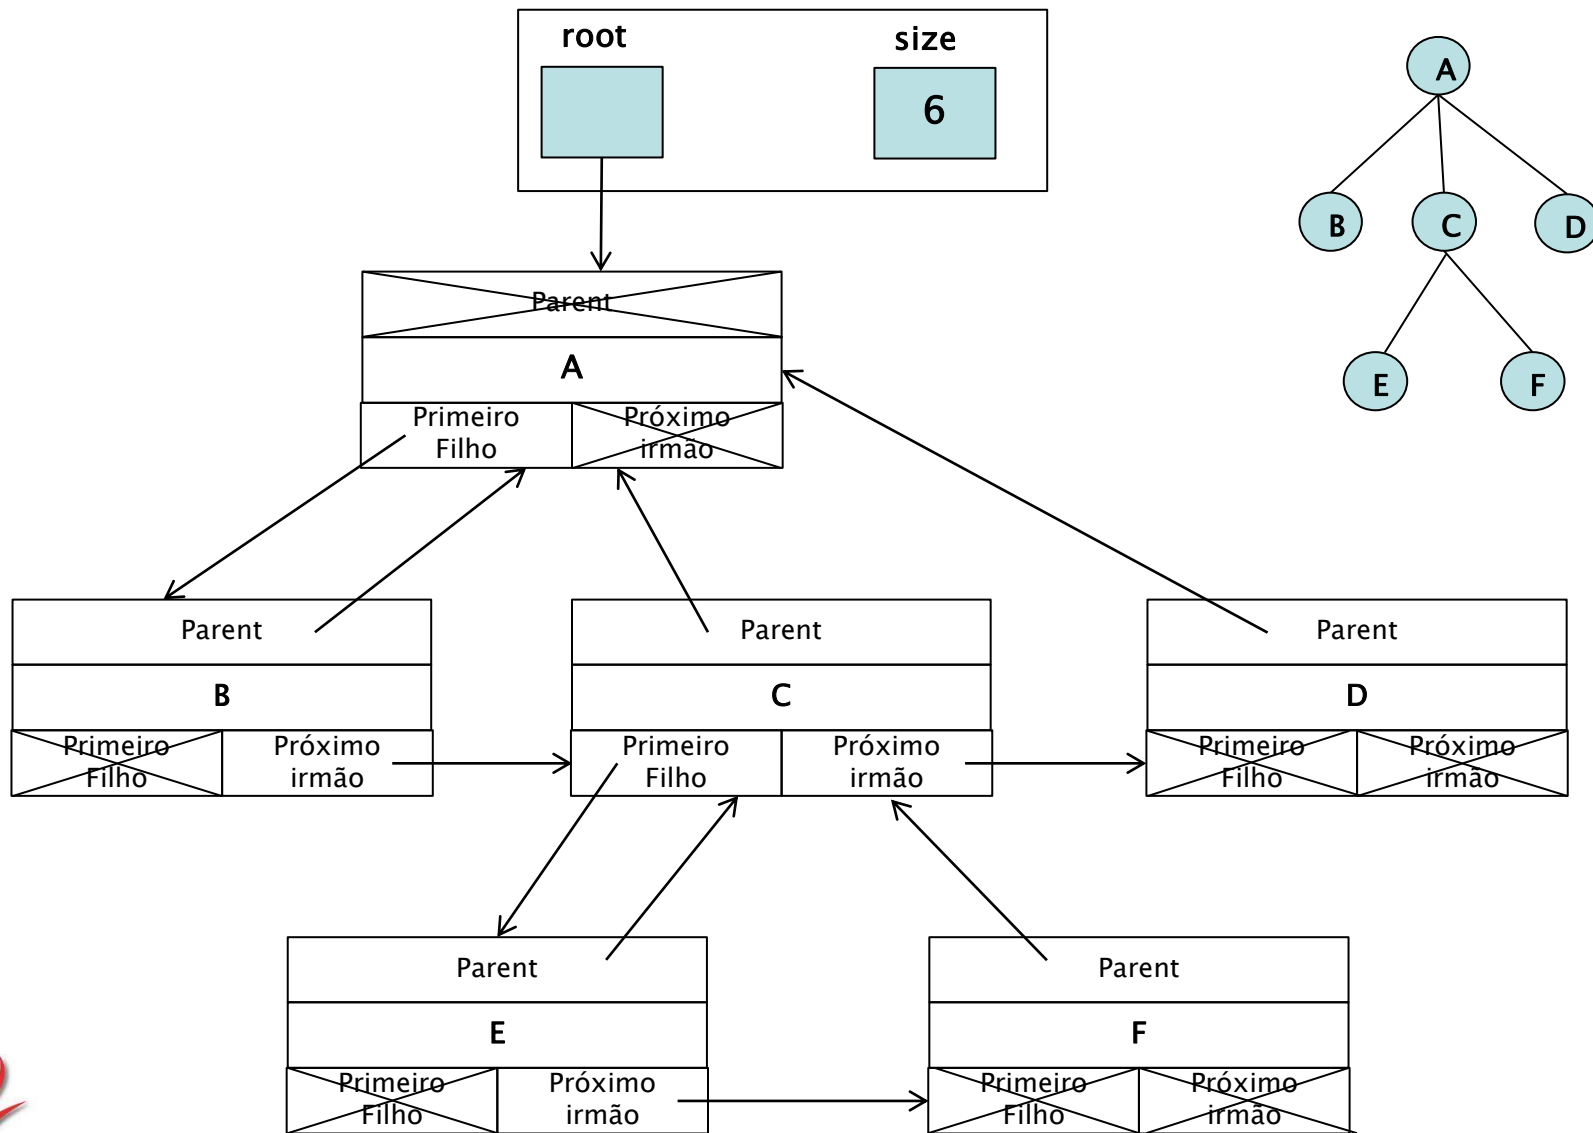 root
size
6
A
B
C
D
E
F
Parent
A
Primeiro
Filho
Próximo
irmão
Parent
B
Primeiro
Filho
Próximo
irmão
Parent
C
Primeiro
Filho
Próximo
irmão
Parent
D
Primeiro
Filho
Próximo
irmão
Parent
E
Primeiro
Filho
Próximo
irmão
Parent
F
Primeiro
Filho
Próximo
irmão